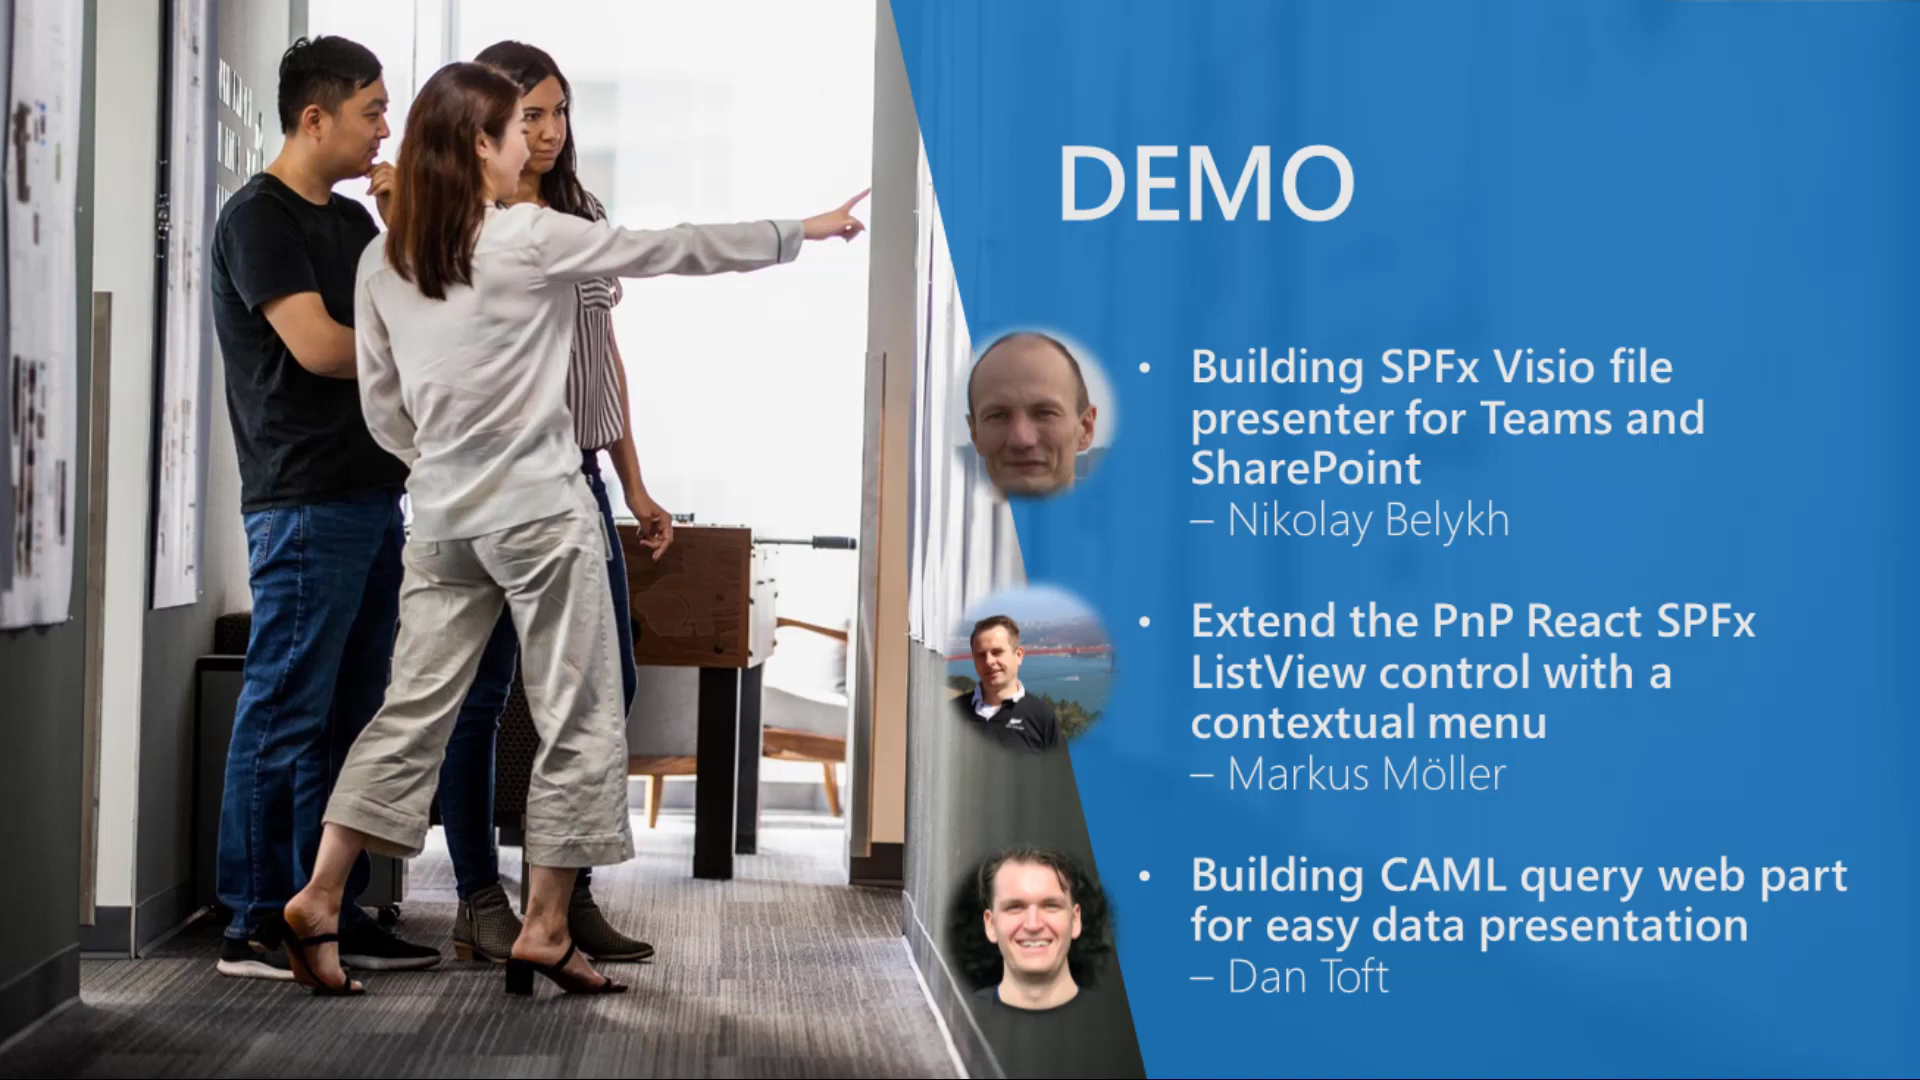 DEMO
• Building SPFx Visio file
presenter for Teams and
SharePoint
– Nikolay Belykh
• Extend the PnP React SPFx
ListView control with a
contextual menu
– Markus Möller
• Building CAML query web part
for easy data presentation
– Dan Toft